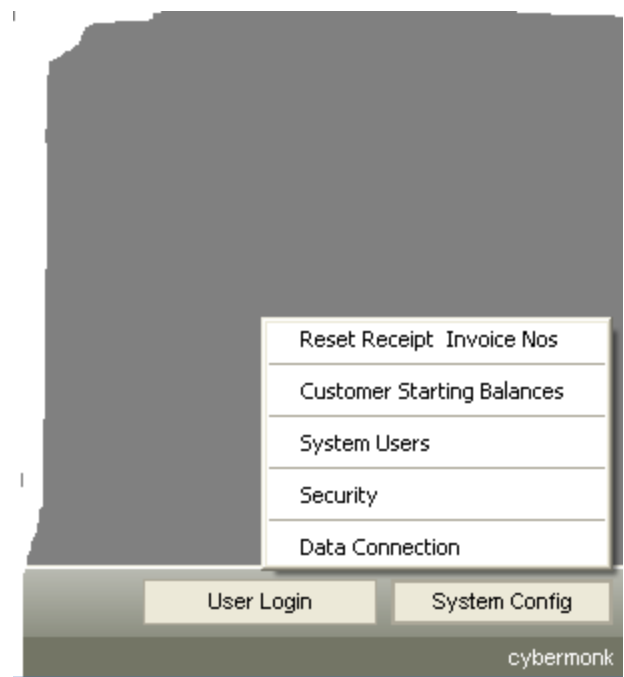 Reset Receipt  Invoice Nos
Customer Starting Balances
System Users
Security
Data Connection
User Login
System Config
cybermonk